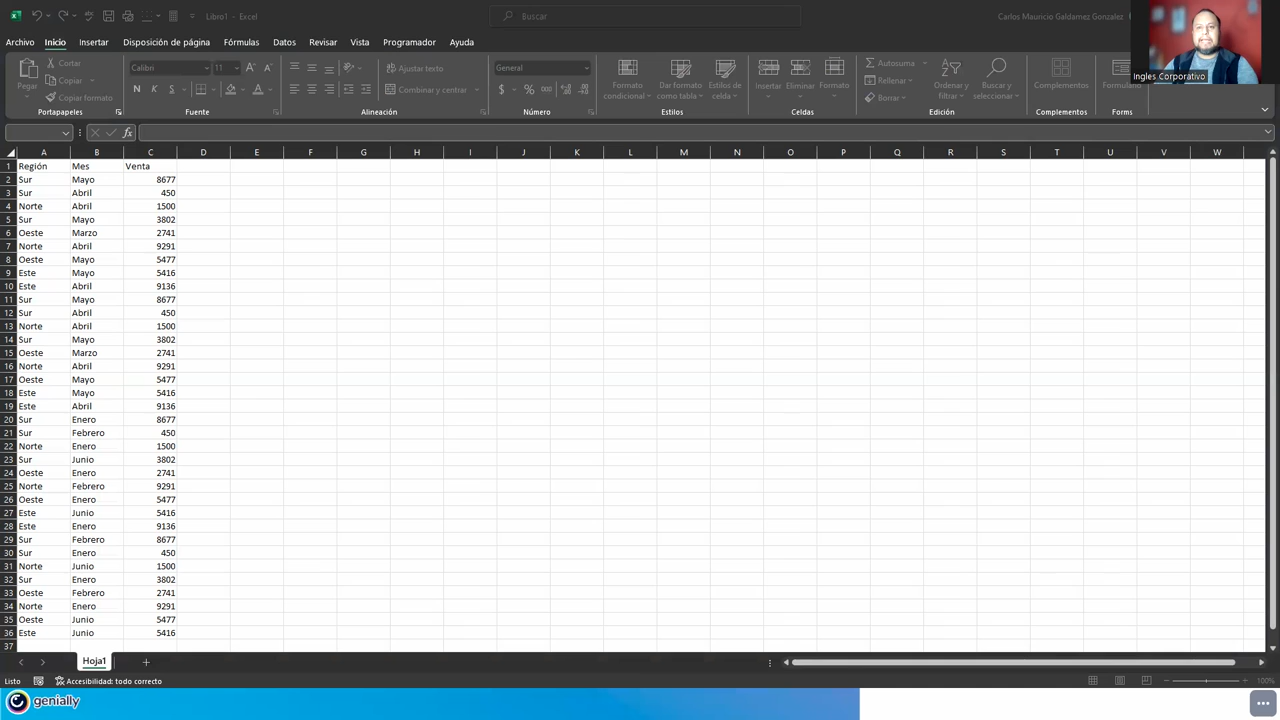 Libro1 - Excel
Buscar
Carlos Mauricio Galdamez Gonzalez
Archivo Inicio Insertar Disposición de página Fórmulas Datos Revisar Vista Programador Ayuda
Pegar
Cortar
Copiar
Copiar formato
Portapapeles
Calibri 11
N K S
Fuente
Ajustar texto
Combinar y centrar
Alineación
General
$ % 000
Número
Formato condicional
Dar formato como tabla
Estilos de celda
Estilos
Insertar Eliminar Formato
Celdas
Autosuma
Rellenar
Borrar
Ordenar y filtrar
Buscar y seleccionar
Edición
Complementos
Complementos
Formulario
Forms
Ingles Corporativo
fx
A B C D E F G H I J K L M N O P Q R S T U V W
1 Región Mes Venta
2 Sur Mayo 8677
3 Sur Abril 450
4 Norte Abril 1500
5 Sur Mayo 3802
6 Oeste Marzo 2741
7 Norte Abril 9291
8 Oeste Mayo 5477
9 Este Mayo 5416
10 Este Abril 9136
11 Sur Mayo 8677
12 Sur Abril 450
13 Norte Abril 1500
14 Sur Mayo 3802
15 Oeste Marzo 2741
16 Norte Abril 9291
17 Oeste Mayo 5477
18 Este Mayo 5416
19 Este Abril 9136
20 Sur Enero 8677
21 Sur Febrero 450
22 Norte Enero 1500
23 Sur Junio 3802
24 Oeste Enero 2741
25 Norte Febrero 9291
26 Oeste Enero 5477
27 Este Junio 5416
28 Este Enero 9136
29 Sur Febrero 8677
30 Sur Enero 450
31 Norte Junio 1500
32 Sur Enero 3802
33 Oeste Febrero 2741
34 Norte Enero 9291
35 Oeste Junio 5477
36 Este Junio 5416
37
Hoja1
Listo Accesibilidad: todo correcto 100%
genially